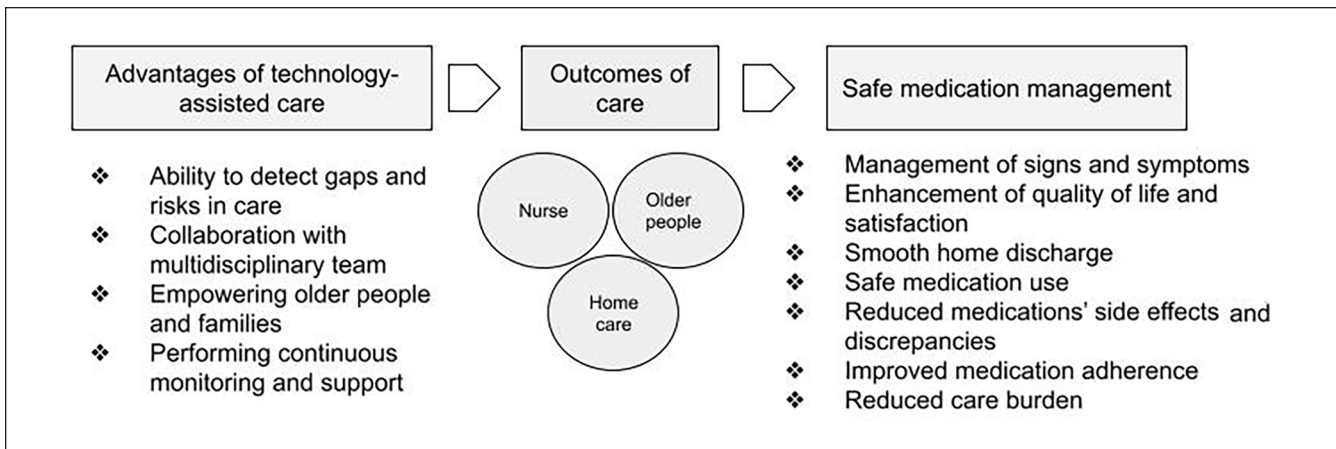 Advantages of technology-
assisted care
❖ Ability to detect gaps and
risks in care
❖ Collaboration with
multidisciplinary team
❖ Empowering older people
and families
❖ Performing continuous
monitoring and support
Outcomes of
care
Nurse
Older
people
Home
care
Safe medication management
❖ Management of signs and symptoms
❖ Enhancement of quality of life and
satisfaction
❖ Smooth home discharge
❖ Safe medication use
❖ Reduced medications’ side effects and
discrepancies
❖ Improved medication adherence
❖ Reduced care burden